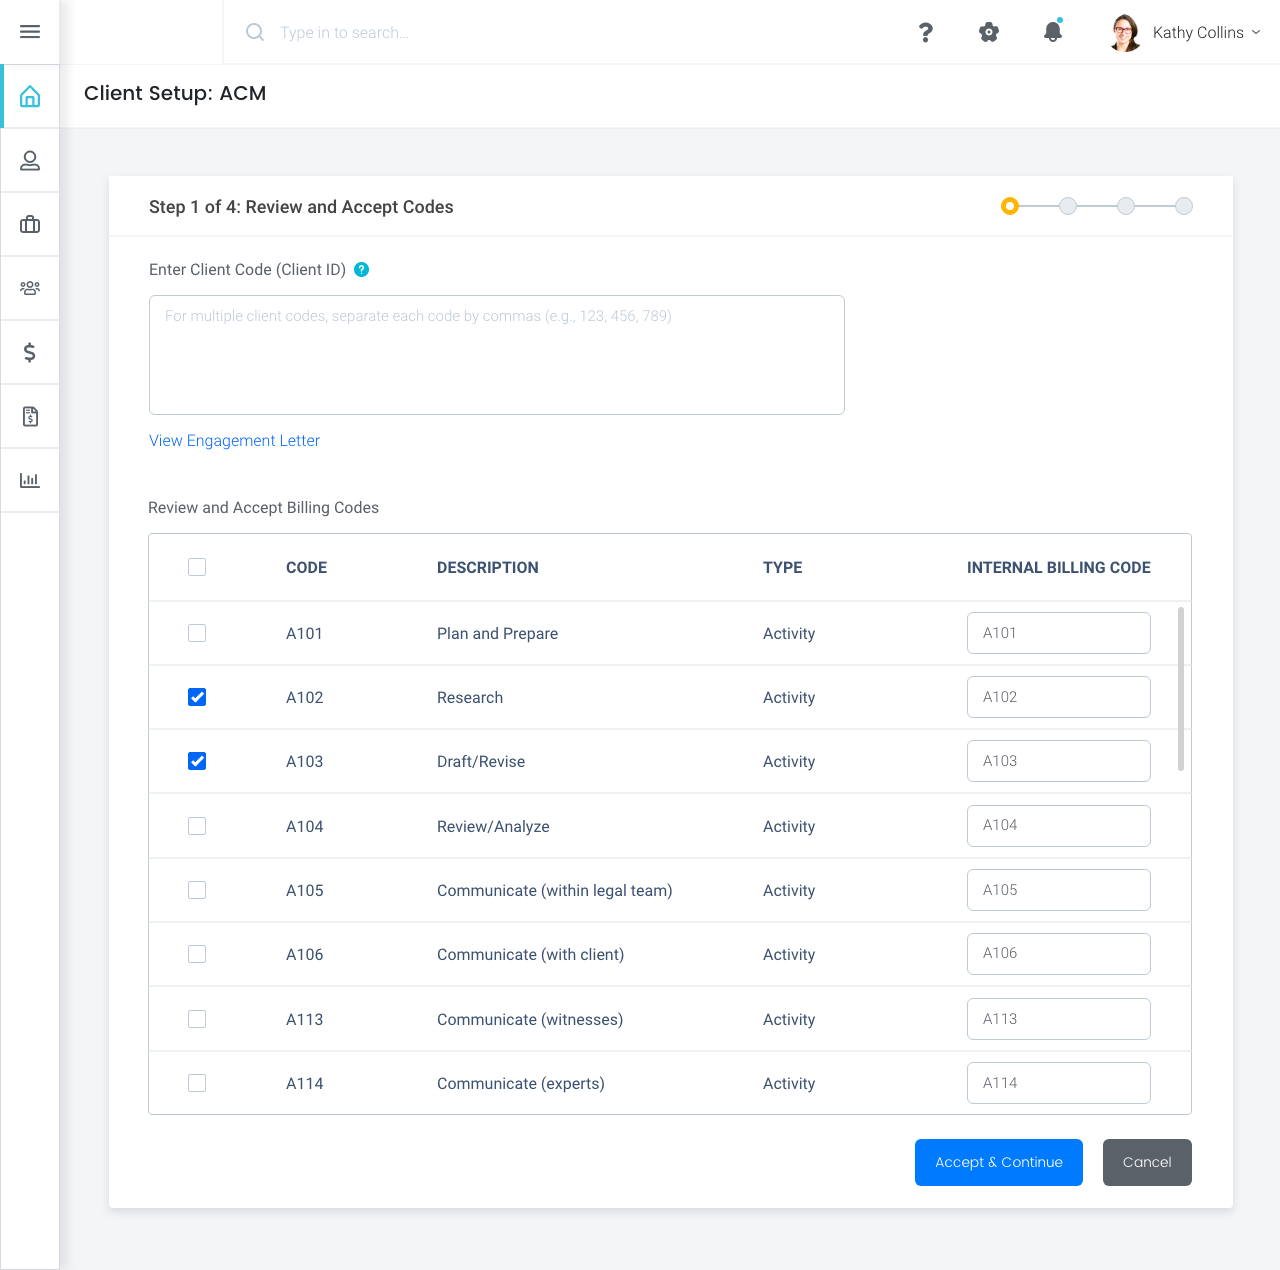 Type in to search...
Kathy Collins
Client Setup: ACM
Step 1 of 4: Review and Accept Codes
Enter Client Code (Client ID) ?
For multiple client codes, separate each code by commas (e.g., 123, 456, 789)
View Engagement Letter
Review and Accept Billing Codes
CODE DESCRIPTION TYPE INTERNAL BILLING CODE
A101 Plan and Prepare Activity A101
A102 Research Activity A102
A103 Draft/Revise Activity A103
A104 Review/Analyze Activity A104
A105 Communicate (within legal team) Activity A105
A106 Communicate (with client) Activity A106
A113 Communicate (witnesses) Activity A113
A114 Communicate (experts) Activity A114
Accept & Continue Cancel